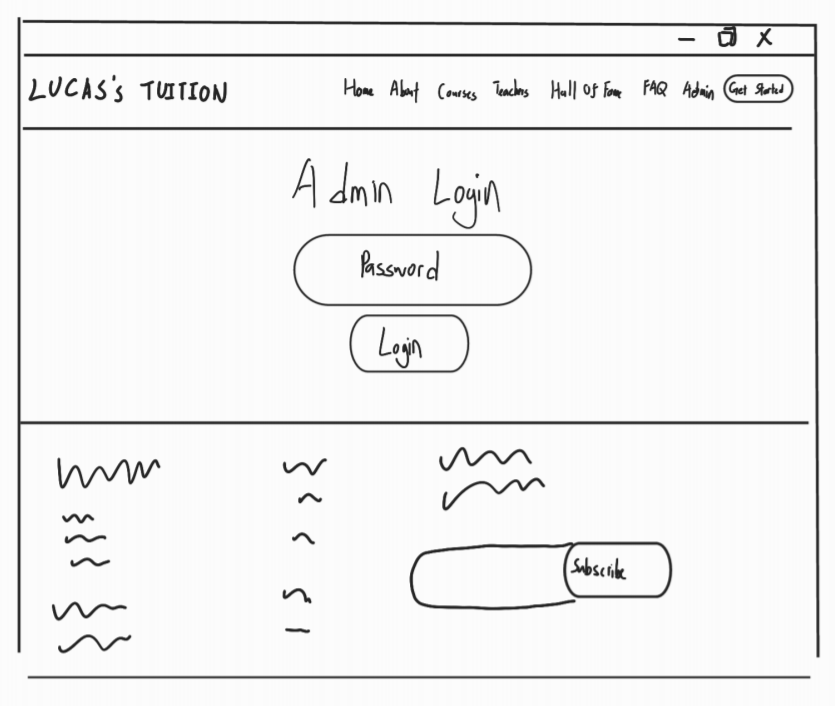 LUCAS's TUITION Home About Courses Teachers Hall Of Fame FAQ Admin Get Started
Admin Login
Password
Login
Subscribe